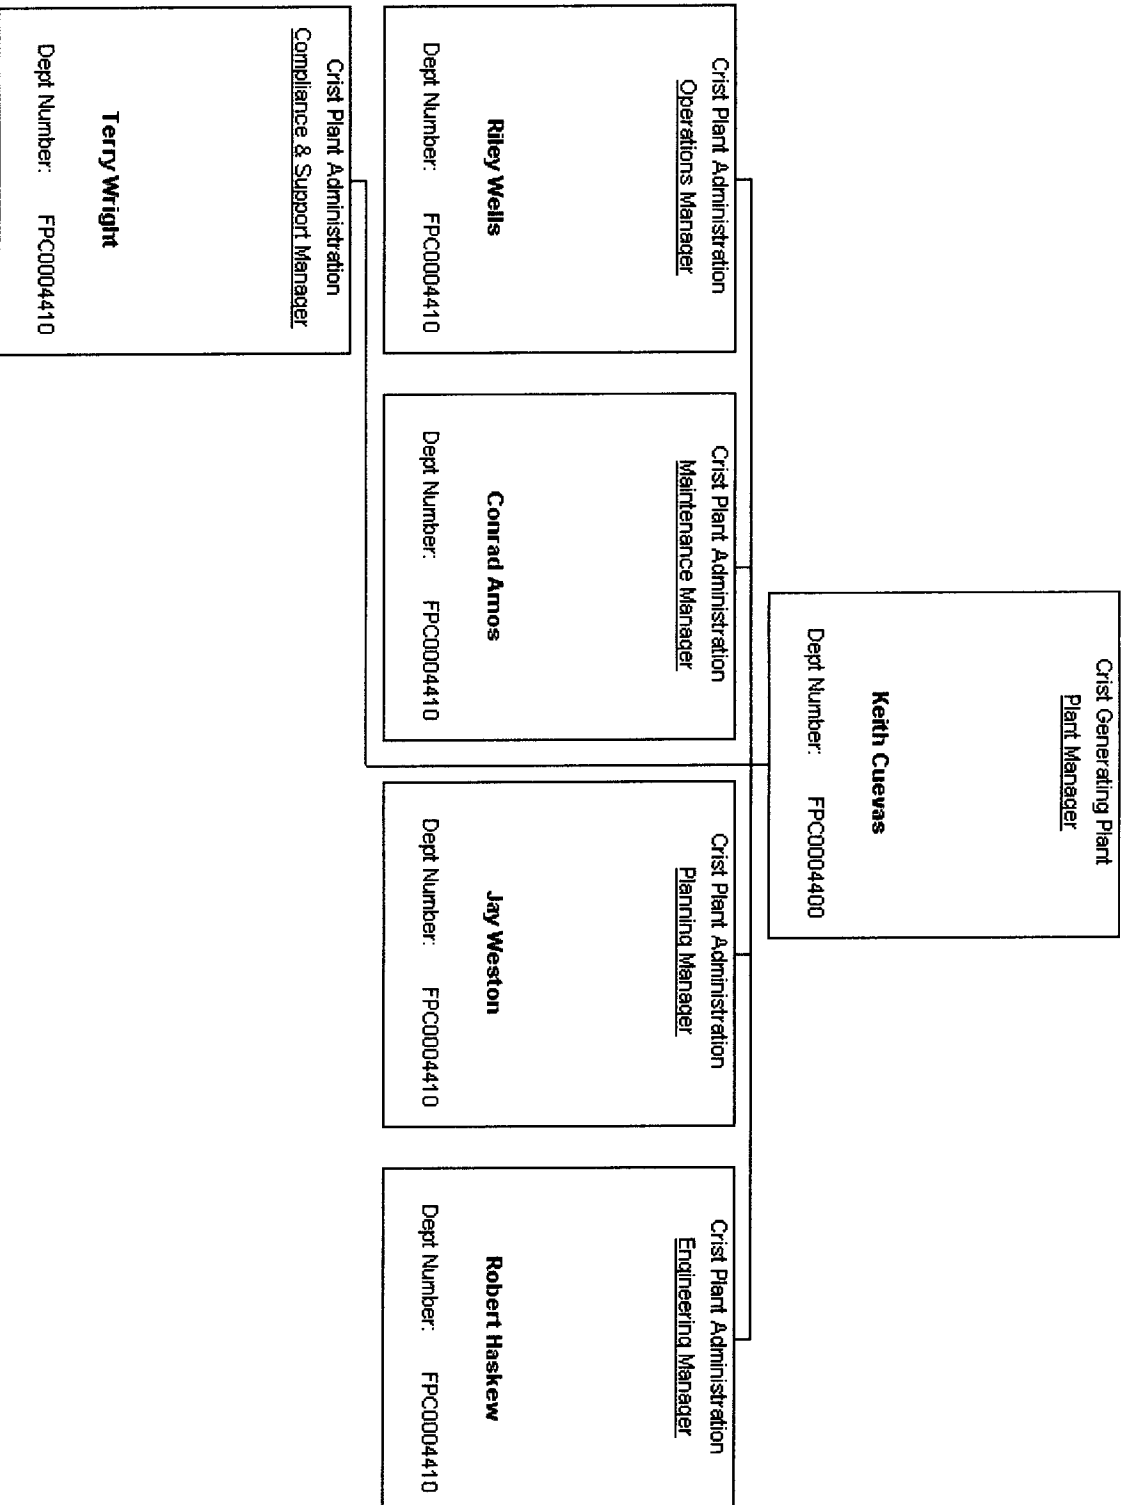 Crist Generating Plant
Plant Manager
Keith Cuevas
Dept Number: FPC0004400
Crist Plant Administration
Operations Manager
Riley Wells
Dept Number: FPC0004410
Crist Plant Administration
Maintenance Manager
Conrad Amos
Dept Number: FPC0004410
Crist Plant Administration
Planning Manager
Jay Weston
Dept Number: FPC0004410
Crist Plant Administration
Engineering Manager
Robert Haskew
Dept Number: FPC0004410
Crist Plant Administration
Compliance & Support Manager
Terry Wright
Dept Number: FPC0004410